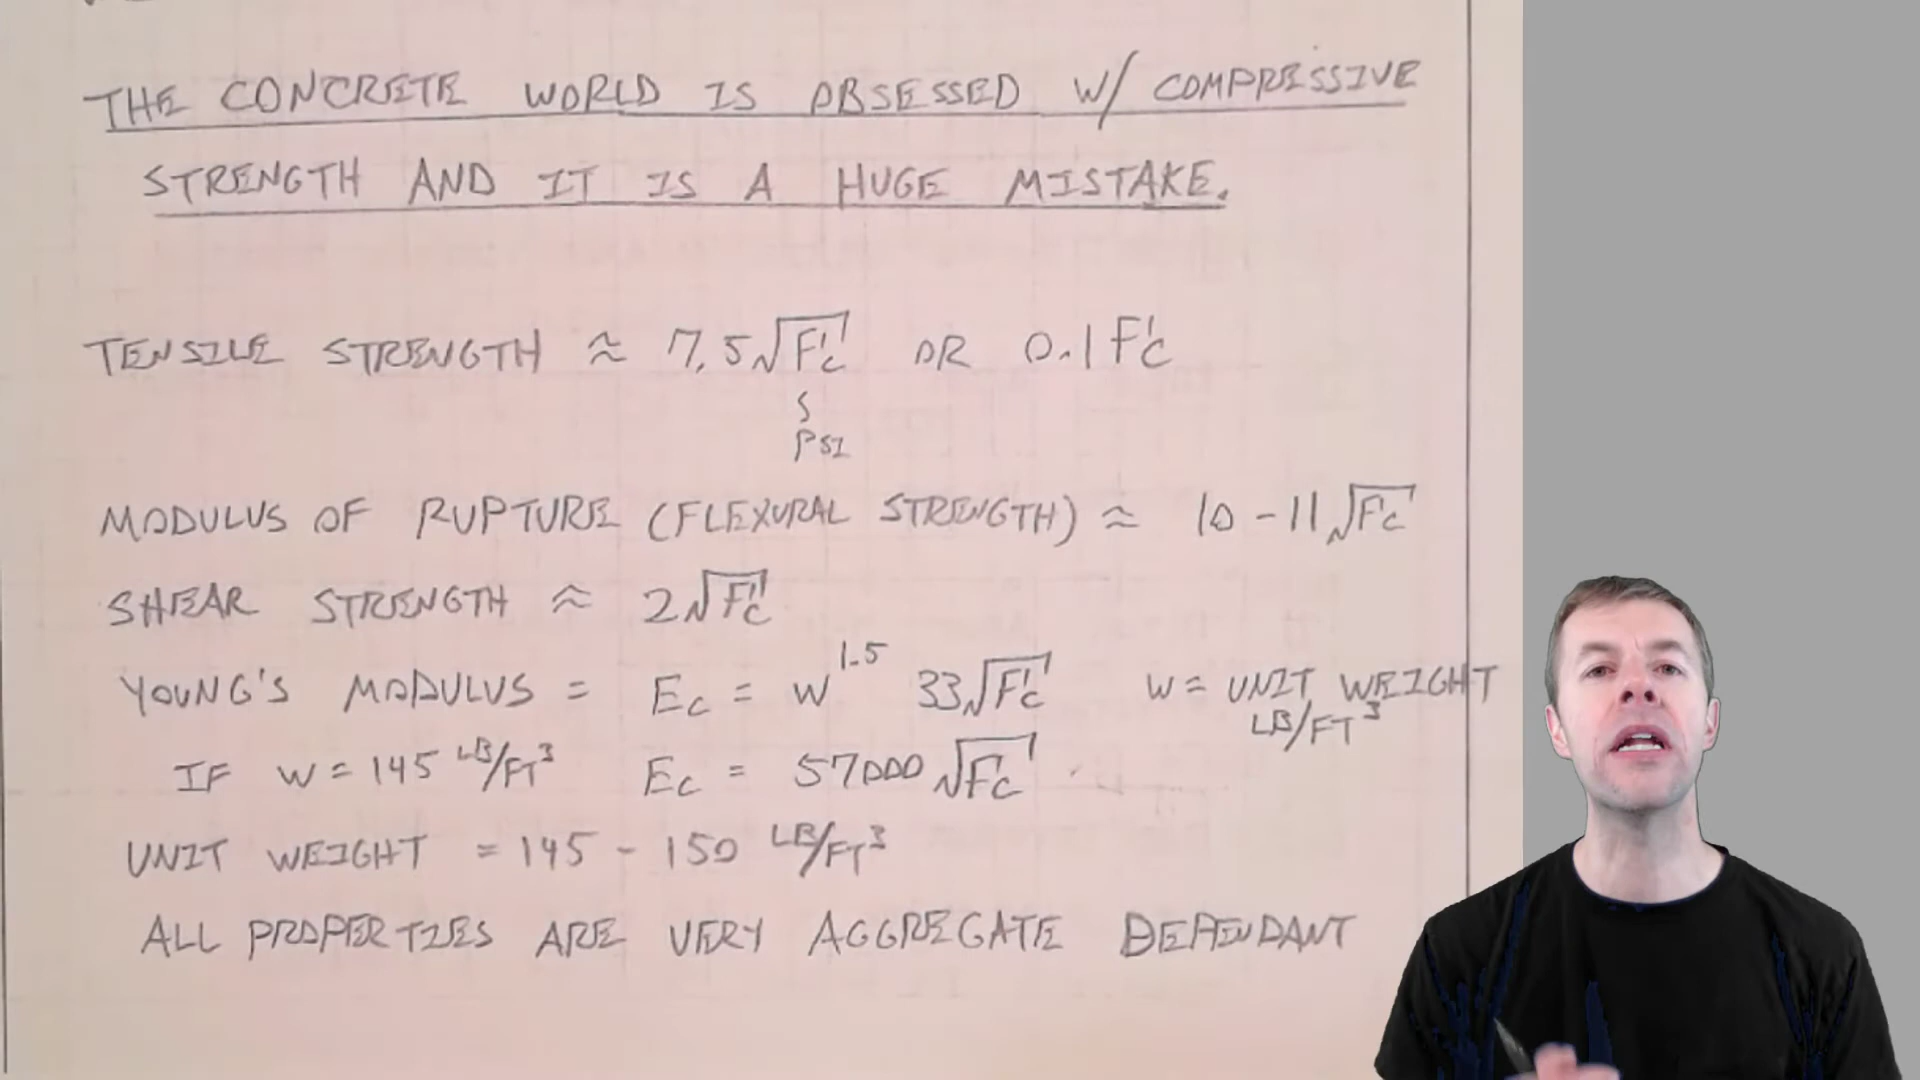 THE CONCRETE WORLD IS OBSESSED W/ COMPRESSIVE
STRENGTH AND IT IS A HUGE MISTAKE.
TENSILE STRENGTH ≈ 7.5√F'c OR 0.1F'c
PSI
MODULUS OF RUPTURE (FLEXURAL STRENGTH) ≈ 10-11√F'c
SHEAR STRENGTH ≈ 2√F'c
YOUNG'S MODULUS = Ec = W^1.5 33√F'c W = UNIT WEIGHT
LB/FT³
IF W = 145 LB/FT³ Ec = 57000√F'c
UNIT WEIGHT = 145 - 150 LB/FT³
ALL PROPERTIES ARE VERY AGGREGATE DEPENDANT